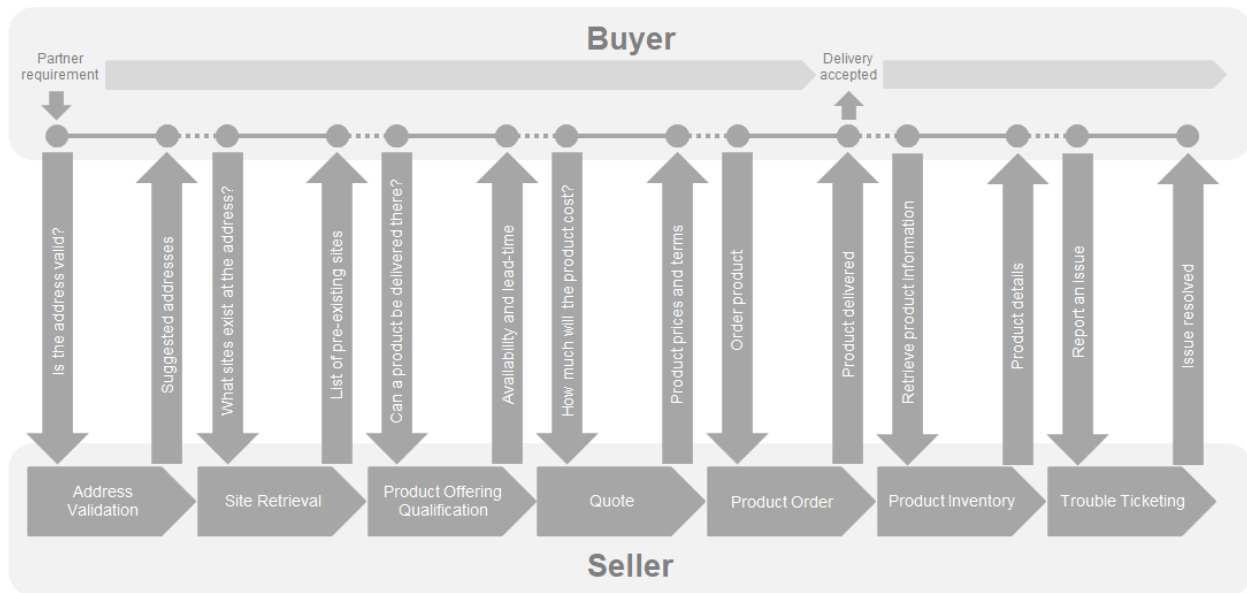 Buyer
Partner
requirement
Delivery
accepted
Is the address valid?
Suggested addresses
What sites exist at the address?
List of pre-existing sites
Can a product be delivered there?
Availability and lead-time
How much will the product cost?
Product prices and terms
Order product
Product delivered
Retrieve product information
Product details
Report an issue
Issue resolved
Address
Validation
Site Retrieval
Product Offering
Qualification
Quote
Product Order
Product Inventory
Trouble Ticketing
Seller